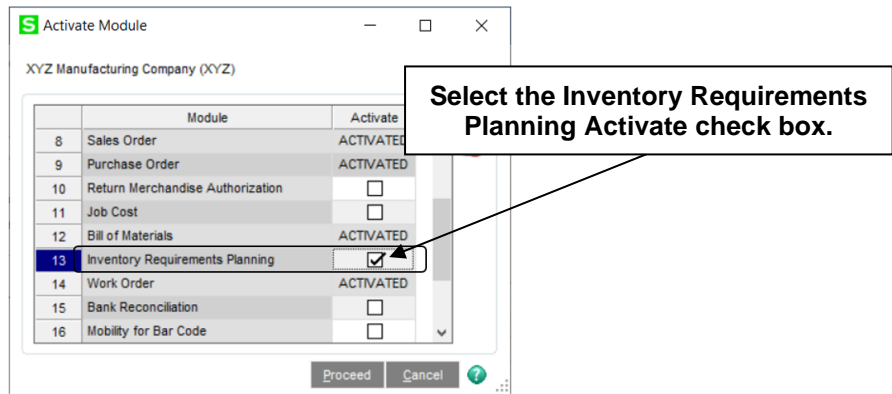 S Activate Module
XYZ Manufacturing Company (XYZ)
Select the Inventory Requirements
Planning Activate check box.
Module Activate
8 Sales Order ACTIVATED
9 Purchase Order ACTIVATED
10 Return Merchandise Authorization
11 Job Cost
12 Bill of Materials ACTIVATED
13 Inventory Requirements Planning
14 Work Order ACTIVATED
15 Bank Reconciliation
16 Mobility for Bar Code
Proceed Cancel ?